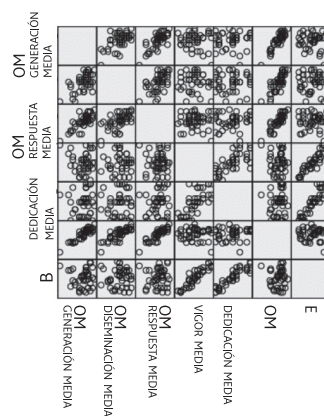 OM
GENERACIÓN
MEDIA
OM
RESPUESTA
MEDIA
DEDICACIÓN
MEDIA
B
OM
GENERACIÓN MEDIA
OM
DISEMINACIÓN MEDIA
OM
RESPUESTA MEDIA
VIGOR MEDIA
DEDICACIÓN MEDIA
OM
E